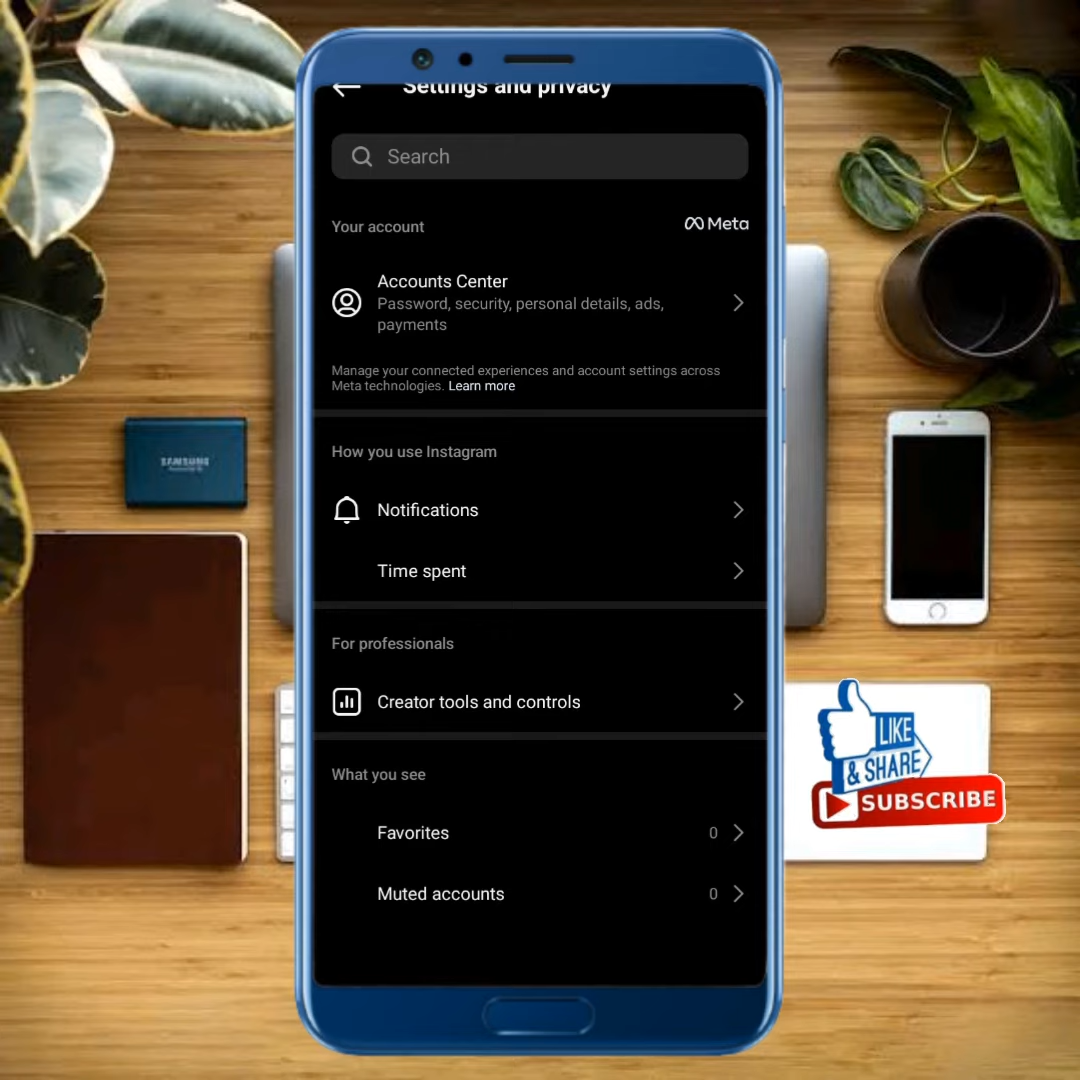 Settings and privacy
Search
Your account
Meta
Accounts Center
Password, security, personal details, ads,
payments
Manage your connected experiences and account settings across
Meta technologies. Learn more
How you use Instagram
Notifications
Time spent
For professionals
Creator tools and controls
What you see
Favorites 0
Muted accounts 0
SAMSUNG
LIKE
& SHARE
SUBSCRIBE